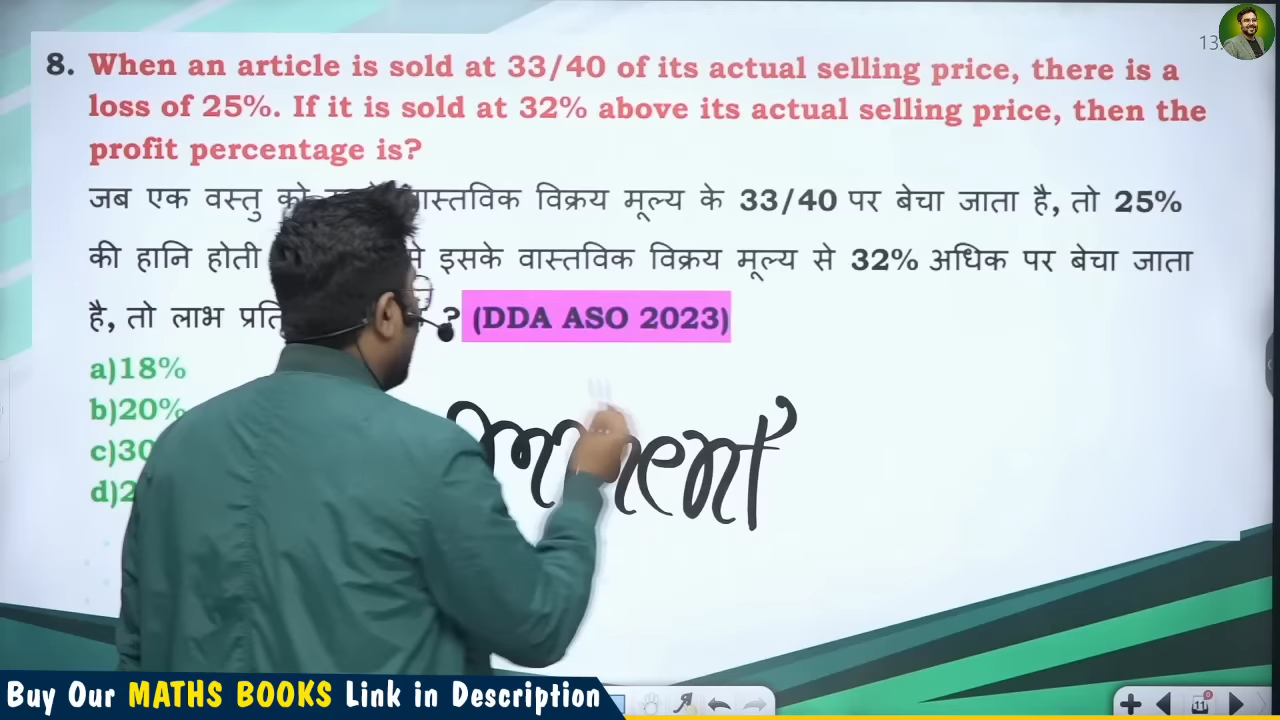 13
8. When an article is sold at 33/40 of its actual selling price, there is a
loss of 25%. If it is sold at 32% above its actual selling price, then the
profit percentage is?
जब एक वस्तु को वास्तविक विक्रय मूल्य के 33/40 पर बेचा जाता है, तो 25%
की हानि होती इसके वास्तविक विक्रय मूल्य से 32% अधिक पर बेचा जाता
है, तो लाभ ? (DDA ASO 2023)
a)18%
b)20%
c)30
d)2
11
Buy Our MATHS BOOKS Link in Description